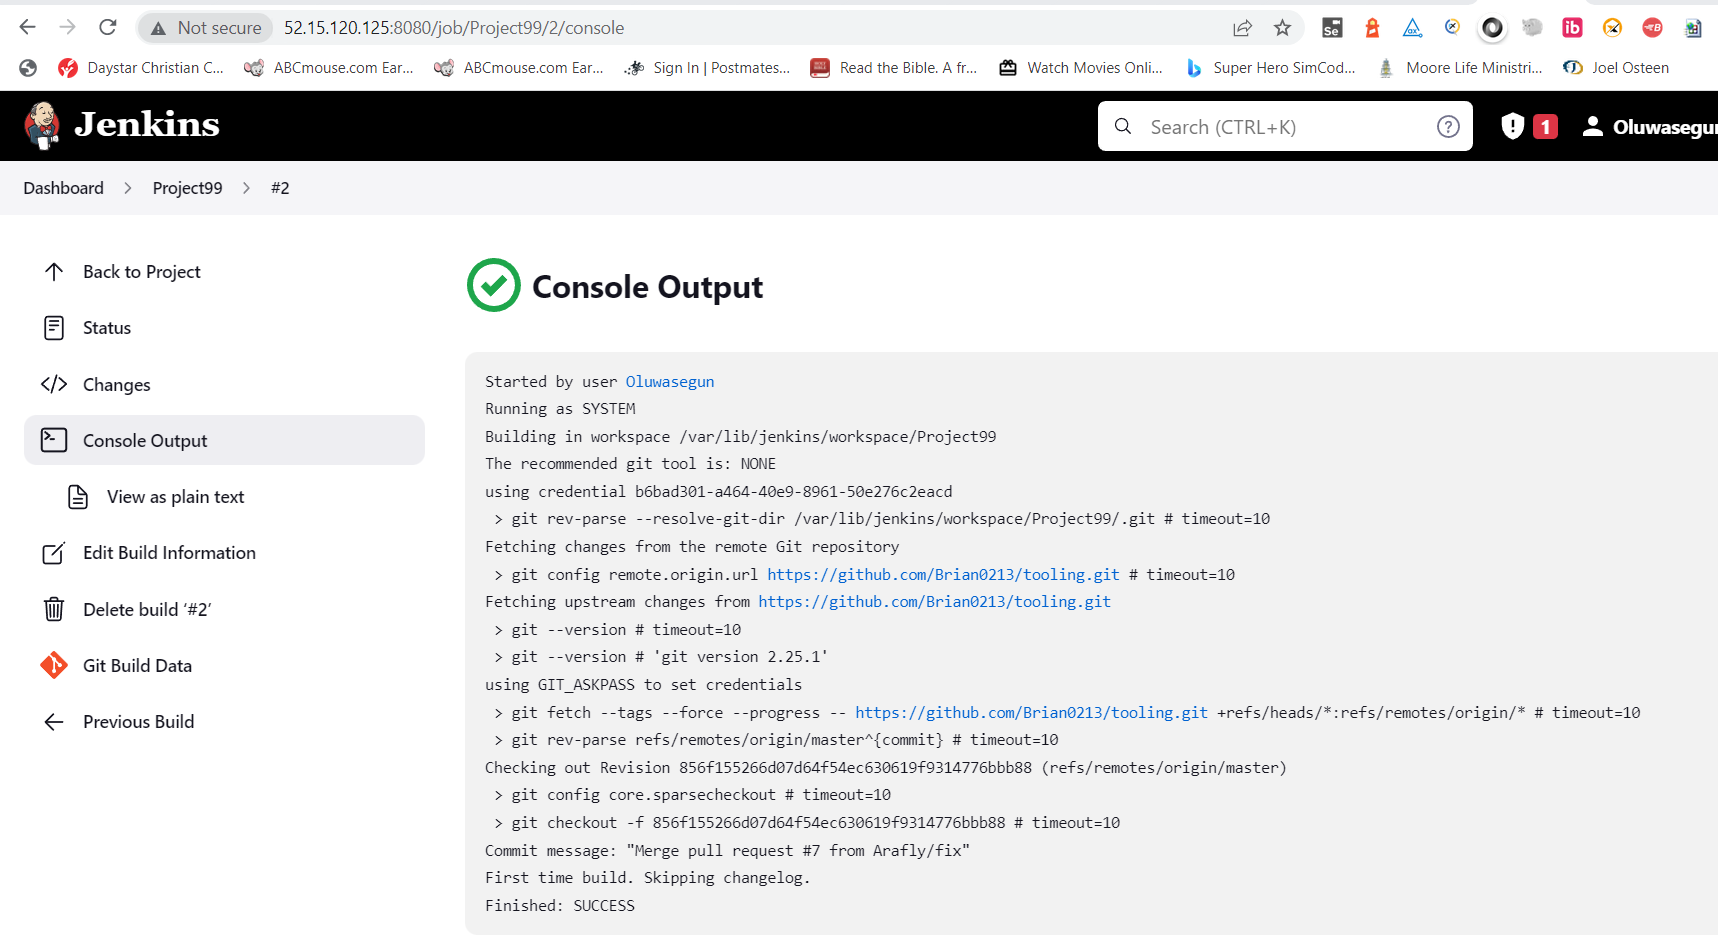 Not secure 52.15.120.125:8080/job/Project99/2/console
Se
ib
B
Daystar Christian C... ABCmouse.com Ear... ABCmouse.com Ear... Sign In | Postmates... Read the Bible. A fr... Watch Movies Onli... Super Hero SimCod... Moore Life Ministri... Joel Osteen
Jenkins Search (CTRL+K) ? 1 Oluwasegun
Dashboard > Project99 > #2
Back to Project
Status
Changes
Console Output
View as plain text
Edit Build Information
Delete build ‘#2’
Git Build Data
Previous Build
Console Output
Started by user Oluwasegun
Running as SYSTEM
Building in workspace /var/lib/jenkins/workspace/Project99
The recommended git tool is: NONE
using credential b6bad301-a464-40e9-8961-50e276c2eacd
 > git rev-parse --resolve-git-dir /var/lib/jenkins/workspace/Project99/.git # timeout=10
Fetching changes from the remote Git repository
 > git config remote.origin.url https://github.com/Brian0213/tooling.git # timeout=10
Fetching upstream changes from https://github.com/Brian0213/tooling.git
 > git --version # timeout=10
 > git --version # 'git version 2.25.1'
using GIT_ASKPASS to set credentials
 > git fetch --tags --force --progress -- https://github.com/Brian0213/tooling.git +refs/heads/*:refs/remotes/origin/* # timeout=10
 > git rev-parse refs/remotes/origin/master^{commit} # timeout=10
Checking out Revision 856f155266d07d64f54ec630619f9314776bbb88 (refs/remotes/origin/master)
 > git config core.sparsecheckout # timeout=10
 > git checkout -f 856f155266d07d64f54ec630619f9314776bbb88 # timeout=10
Commit message: "Merge pull request #7 from Arafly/fix"
First time build. Skipping changelog.
Finished: SUCCESS